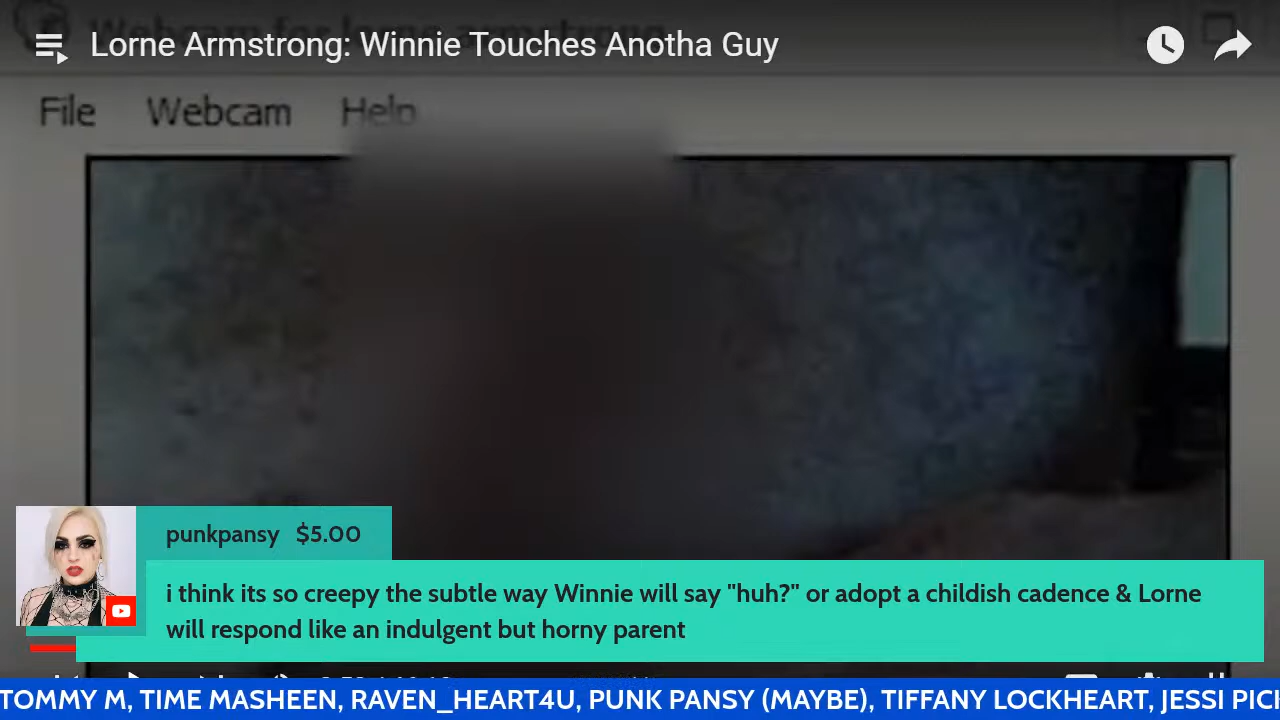 Lorne Armstrong: Winnie Touches Anotha Guy
File Webcam Help
punkpansy $5.00
i think its so creepy the subtle way Winnie will say "huh?" or adopt a childish cadence & Lorne
will respond like an indulgent but horny parent
TOMMY M, TIME MASHEEN, RAVEN_HEART4U, PUNK PANSY (MAYBE), TIFFANY LOCKHEART, JESSI PICH